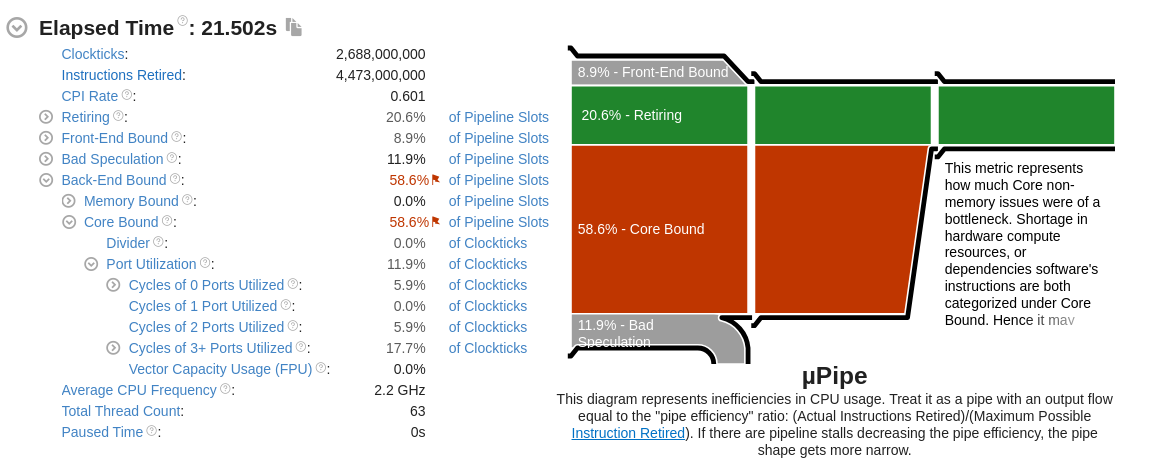 Elapsed Time: 21.502s
Clockticks: 2,688,000,000
Instructions Retired: 4,473,000,000
CPI Rate: 0.601
Retiring: 20.6% of Pipeline Slots
Front-End Bound: 8.9% of Pipeline Slots
Bad Speculation: 11.9% of Pipeline Slots
Back-End Bound: 58.6% of Pipeline Slots
Memory Bound: 0.0% of Pipeline Slots
Core Bound: 58.6% of Pipeline Slots
Divider: 0.0% of Clockticks
Port Utilization: 11.9% of Clockticks
Cycles of 0 Ports Utilized: 5.9% of Clockticks
Cycles of 1 Port Utilized: 0.0% of Clockticks
Cycles of 2 Ports Utilized: 5.9% of Clockticks
Cycles of 3+ Ports Utilized: 17.7% of Clockticks
Vector Capacity Usage (FPU): 0.0%
Average CPU Frequency: 2.2 GHz
Total Thread Count: 63
Paused Time: 0s
8.9% - Front-End Bound
20.6% - Retiring
58.6% - Core Bound
11.9% - Bad
Speculation
This metric represents
how much Core non-
memory issues were of a
bottleneck. Shortage in
hardware compute
resources, or
dependencies software's
instructions are both
categorized under Core
Bound. Hence it may
µPipe
This diagram represents inefficiencies in CPU usage. Treat it as a pipe with an output flow
equal to the "pipe efficiency" ratio: (Actual Instructions Retired)/(Maximum Possible
Instruction Retired). If there are pipeline stalls decreasing the pipe efficiency, the pipe
shape gets more narrow.